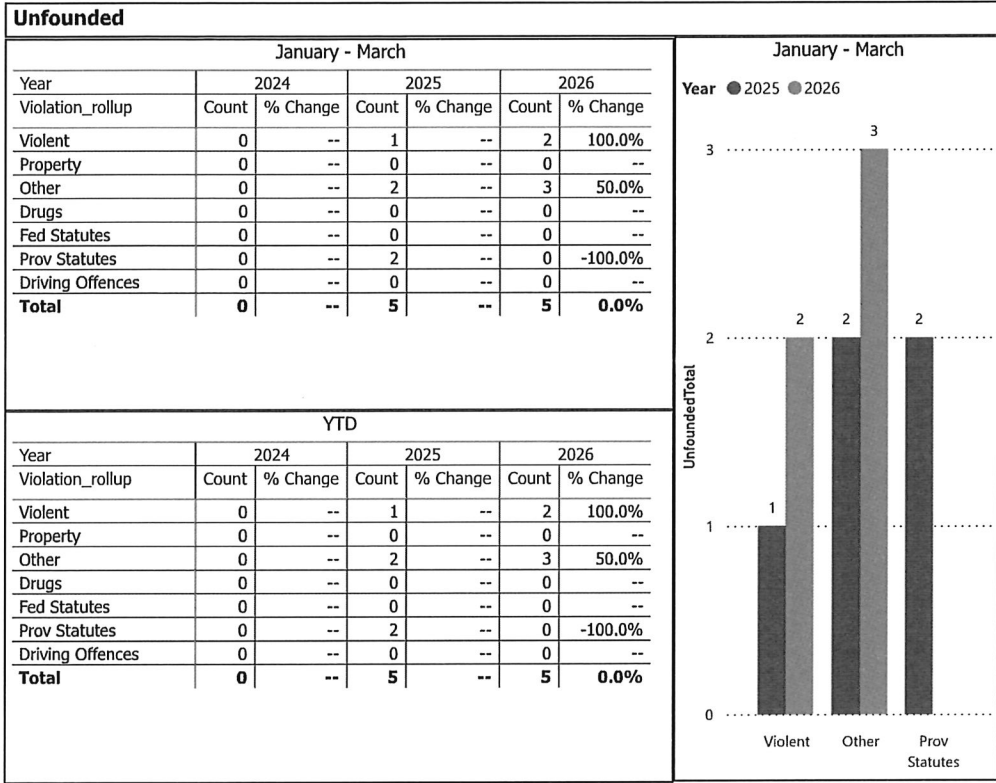 Unfounded
January - March
Year 2024 2025 2026
Violation_rollup Count % Change Count % Change Count % Change
Violent 0 -- 1 -- 2 100.0%
Property 0 -- 0 -- 0 --
Other 0 -- 2 -- 3 50.0%
Drugs 0 -- 0 -- 0 --
Fed Statutes 0 -- 0 -- 0 --
Prov Statutes 0 -- 2 -- 0 -100.0%
Driving Offences 0 -- 0 -- 0 --
Total 0 -- 5 -- 5 0.0%
YTD
Year 2024 2025 2026
Violation_rollup Count % Change Count % Change Count % Change
Violent 0 -- 1 -- 2 100.0%
Property 0 -- 0 -- 0 --
Other 0 -- 2 -- 3 50.0%
Drugs 0 -- 0 -- 0 --
Fed Statutes 0 -- 0 -- 0 --
Prov Statutes 0 -- 2 -- 0 -100.0%
Driving Offences 0 -- 0 -- 0 --
Total 0 -- 5 -- 5 0.0%
January - March
Year 2025 2026
3
3
2 2 2
2
UnfoundedTotal
1
1
0
Violent Other Prov
Statutes